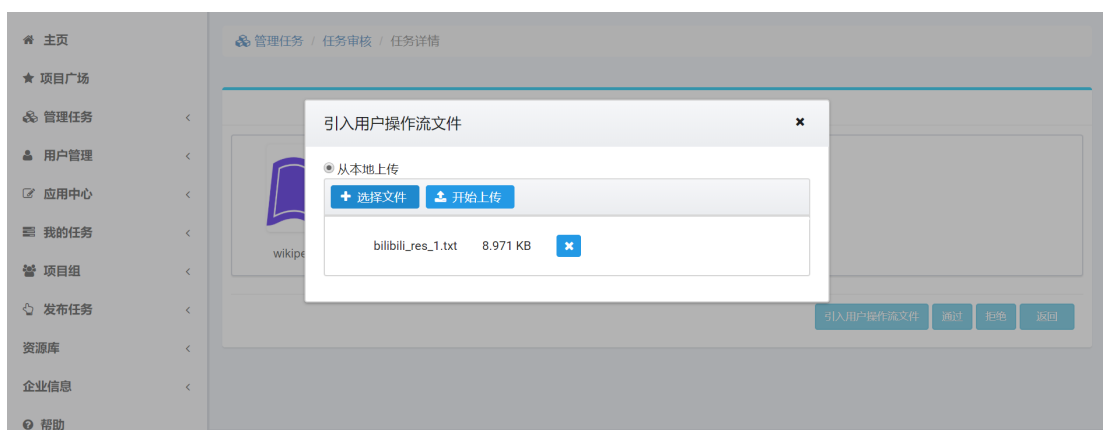 主页
管理任务 / 任务审核 / 任务详情
项目广场
管理任务
用户管理
应用中心
我的任务
项目组
发布任务
资源库
企业信息
帮助
引入用户操作流文件
从本地上传
选择文件 开始上传
bilibili_res_1.txt 8.971 KB
wikipe
引入用户操作流文件 通过 拒绝 返回